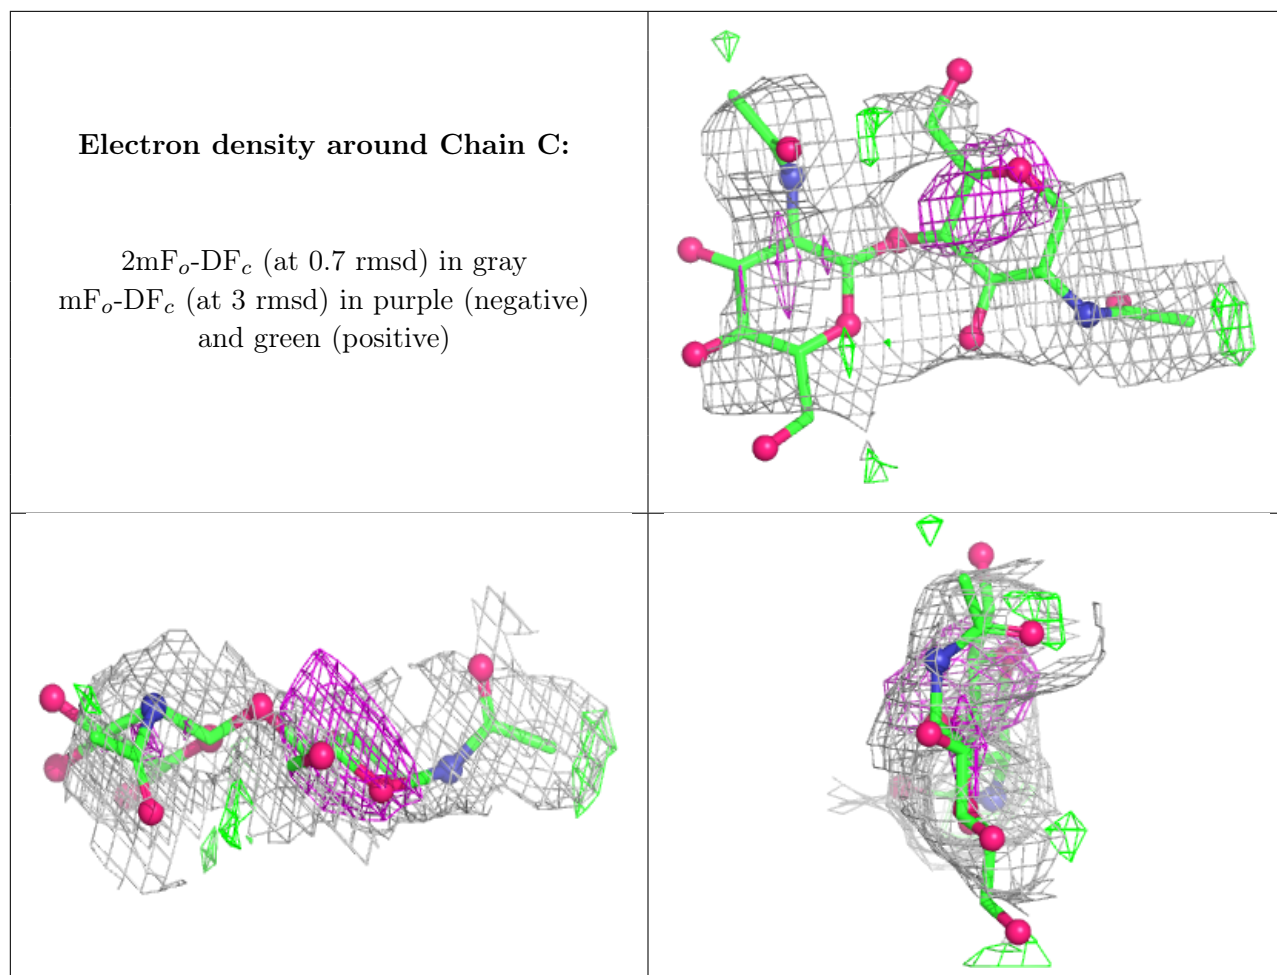 Electron density around Chain C:
2mFₒ-DF𝒸 (at 0.7 rmsd) in gray
mFₒ-DF𝒸 (at 3 rmsd) in purple (negative)
and green (positive)